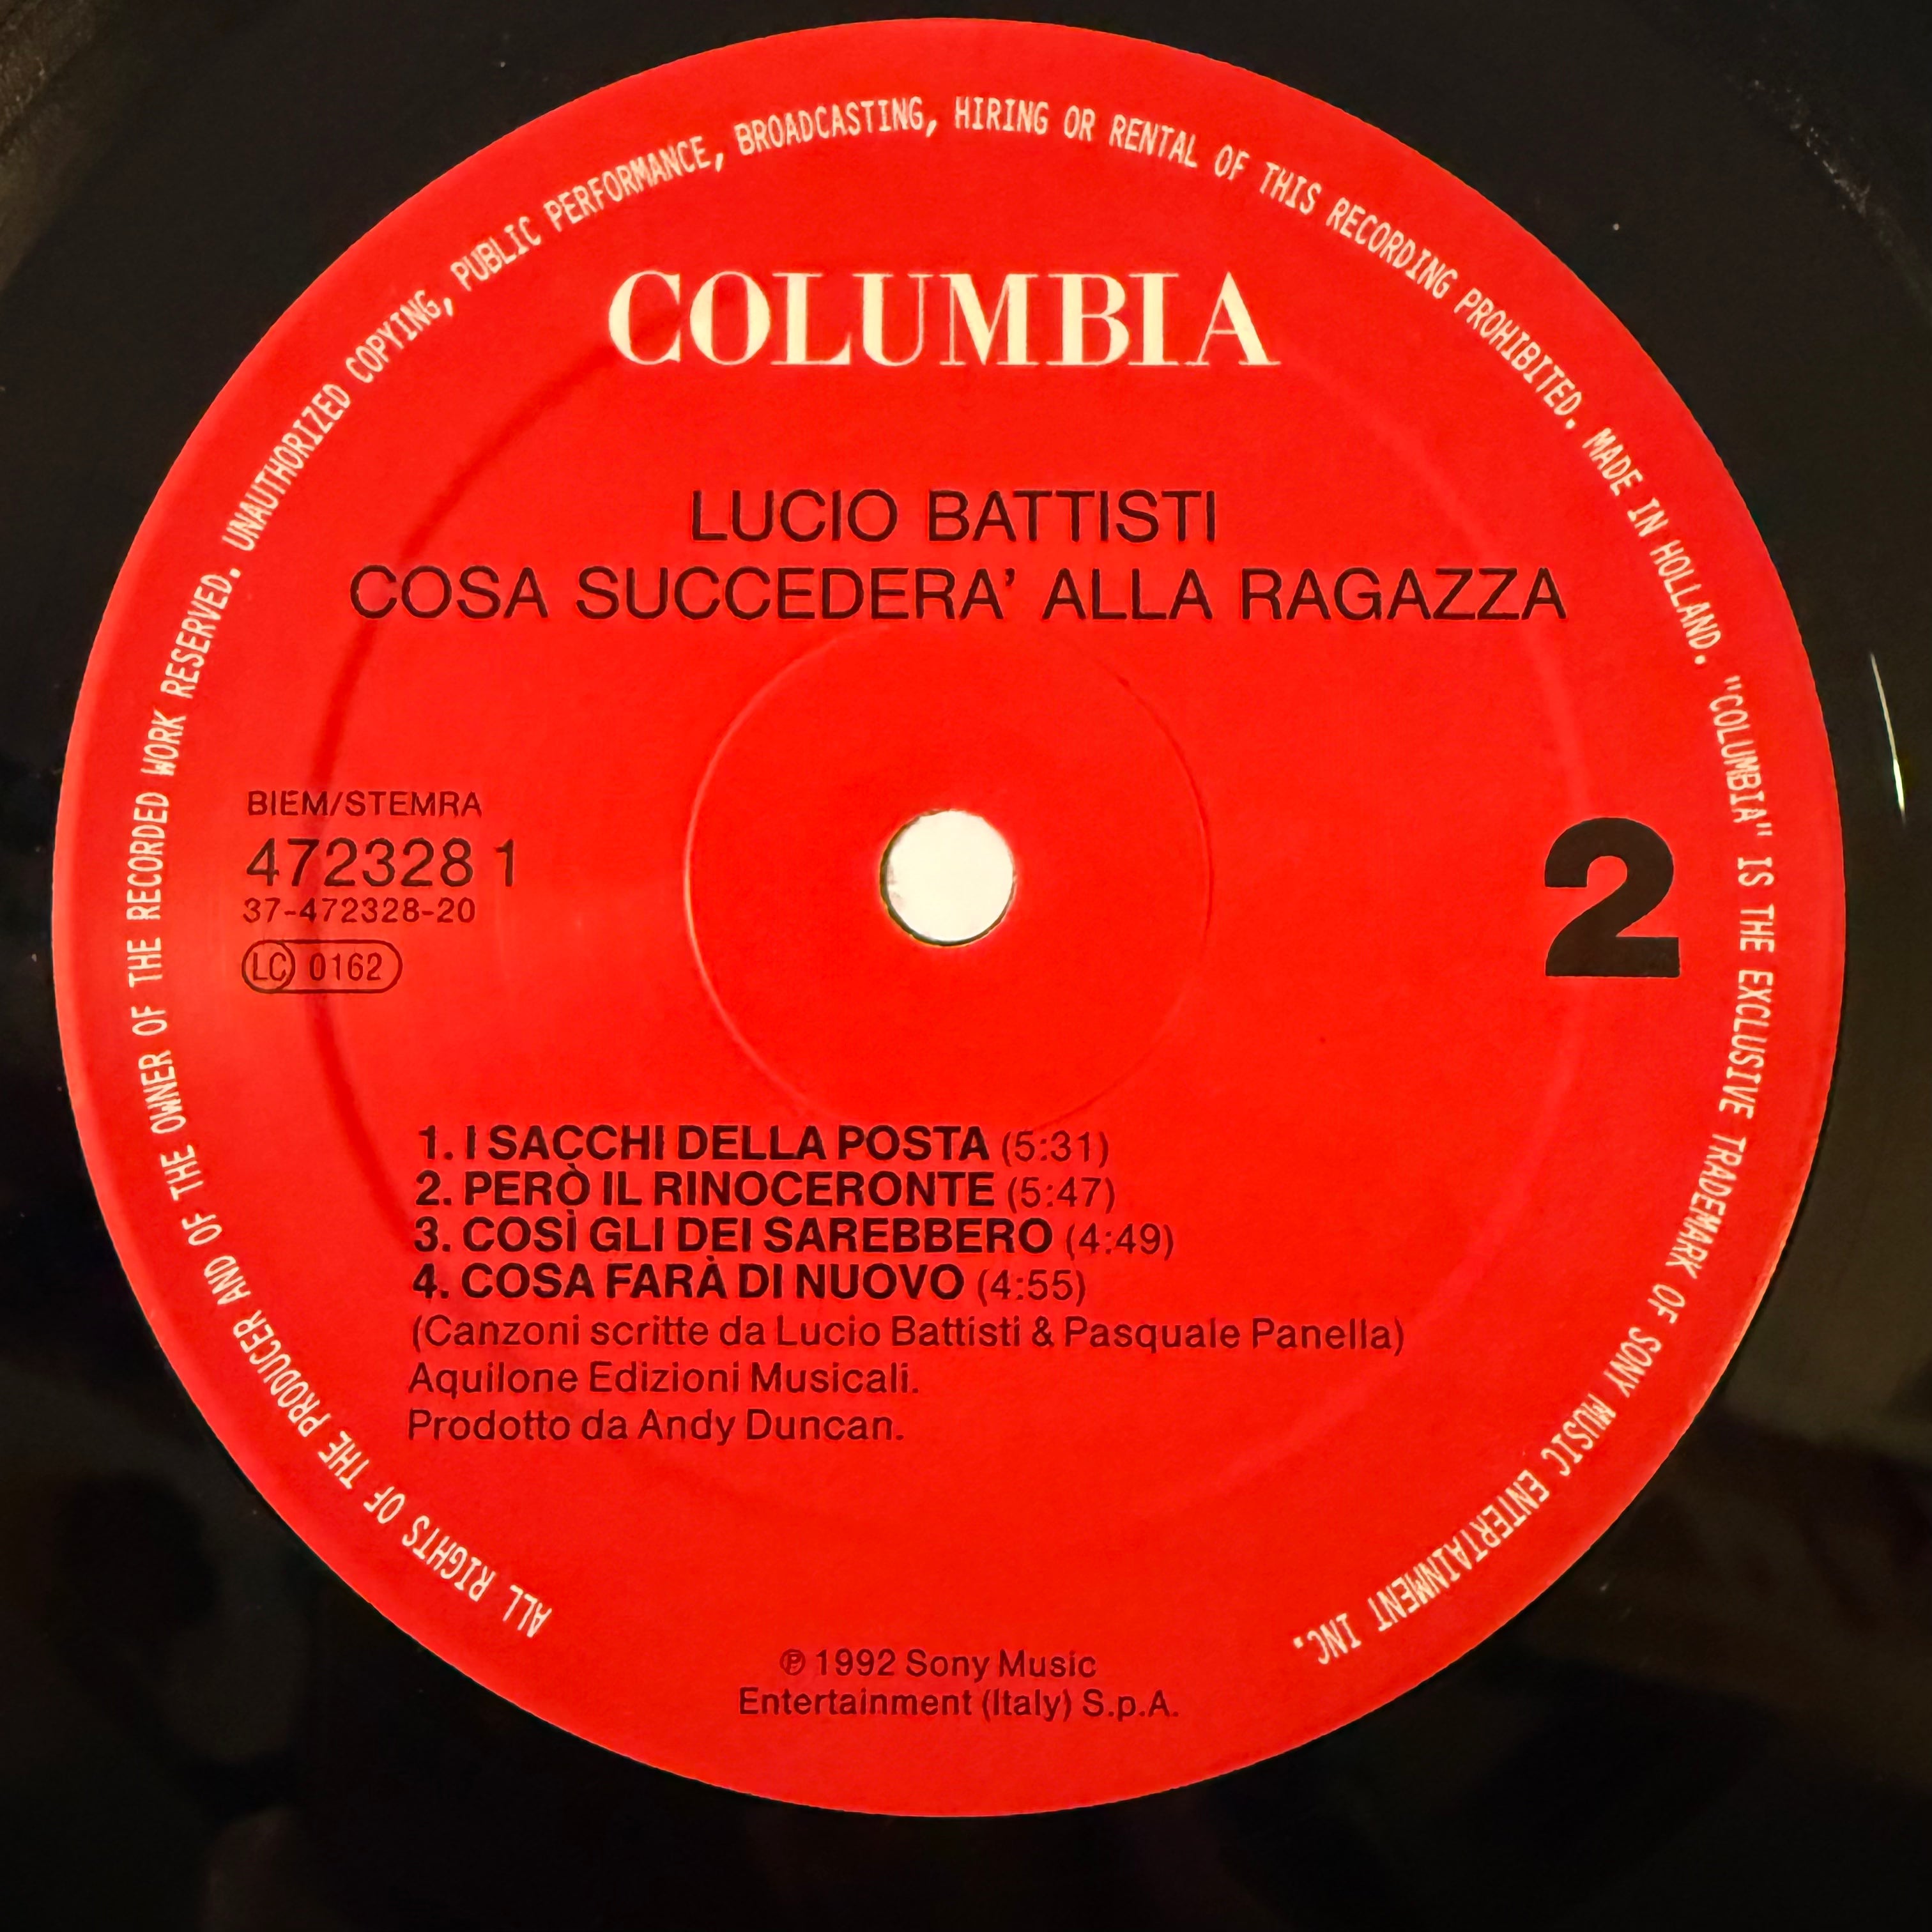 ALL RIGHTS OF THE PRODUCER AND OF THE OWNER OF THE RECORDED WORK RESERVED. UNAUTHORIZED COPYING, PUBLIC PERFORMANCE, BROADCASTING, HIRING OR RENTAL OF THIS RECORDING PROHIBITED. MADE IN HOLLAND. "COLUMBIA" IS THE EXCLUSIVE TRADEMARK OF SONY MUSIC ENTERTAINMENT INC.
COLUMBIA
LUCIO BATTISTI
COSA SUCCEDERA' ALLA RAGAZZA
BIEM/STEMRA
472328 1
37-472328-20
LC 0162
2
1. I SACCHI DELLA POSTA (5:31)
2. PERÒ IL RINOCERONTE (5:47)
3. COSÌ GLI DEI SAREBBERO (4:49)
4. COSA FARÀ DI NUOVO (4:55)
(Canzoni scritte da Lucio Battisti & Pasquale Panella)
Aquilone Edizioni Musicali.
Prodotto da Andy Duncan.
℗ 1992 Sony Music
Entertainment (Italy) S.p.A.